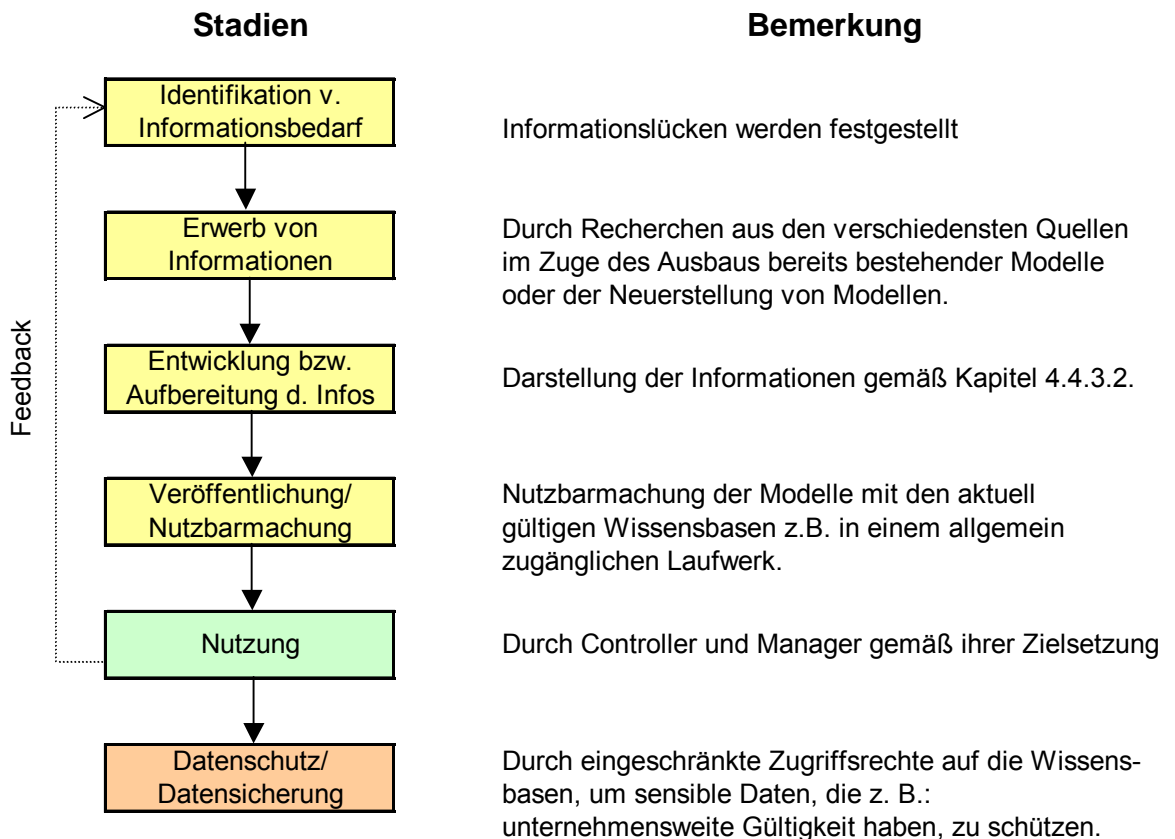 Stadien
Bemerkung
Identifikation v.
Informationsbedarf
Informationslücken werden festgestellt
Erwerb von
Informationen
Durch Recherchen aus den verschiedensten Quellen
im Zuge des Ausbaus bereits bestehender Modelle
oder der Neuerstellung von Modellen.
Feedback
Entwicklung bzw.
Aufbereitung d. Infos
Darstellung der Informationen gemäß Kapitel 4.4.3.2.
Veröffentlichung/
Nutzbarmachung
Nutzbarmachung der Modelle mit den aktuell
gültigen Wissensbasen z.B. in einem allgemein
zugänglichen Laufwerk.
Nutzung
Durch Controller und Manager gemäß ihrer Zielsetzung
Datenschutz/
Datensicherung
Durch eingeschränkte Zugriffsrechte auf die Wissens-
basen, um sensible Daten, die z. B.:
unternehmensweite Gültigkeit haben, zu schützen.